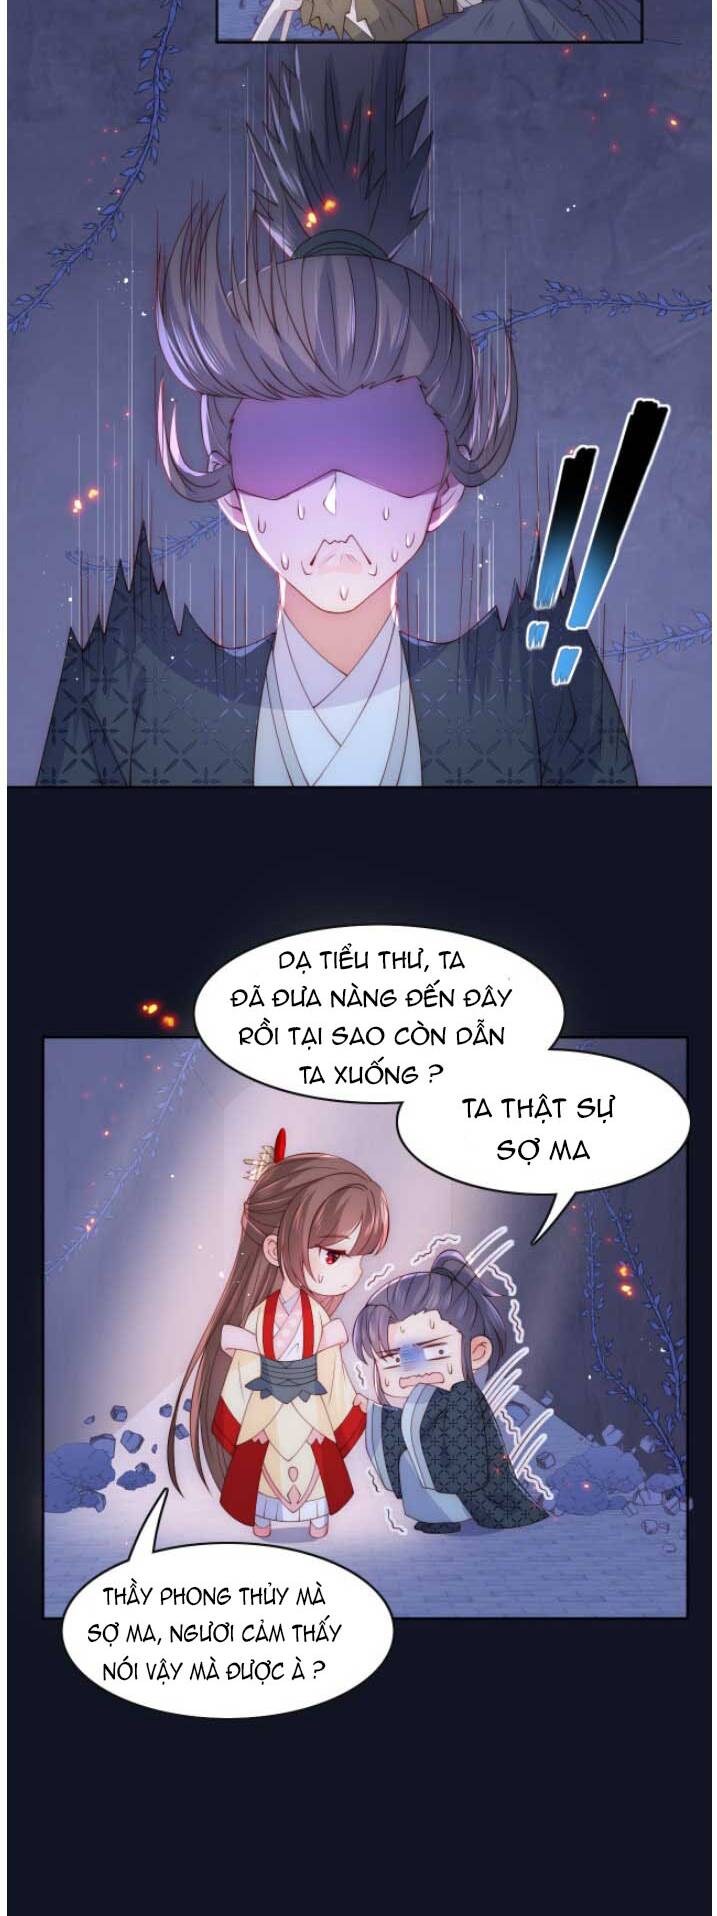 DẠ TIỂU THƯ, TA
ĐÃ ĐƯA NÀNG ĐẾN ĐÂY
RỒI TẠI SAO CÒN DẪN
TA XUỐNG ?
TA THẬT SỰ
SỢ MA
THẦY PHONG THỦY MÀ
SỢ MA, NGƯƠI CẢM THẤY
NÓI VẬY MÀ ĐƯỢC À ?